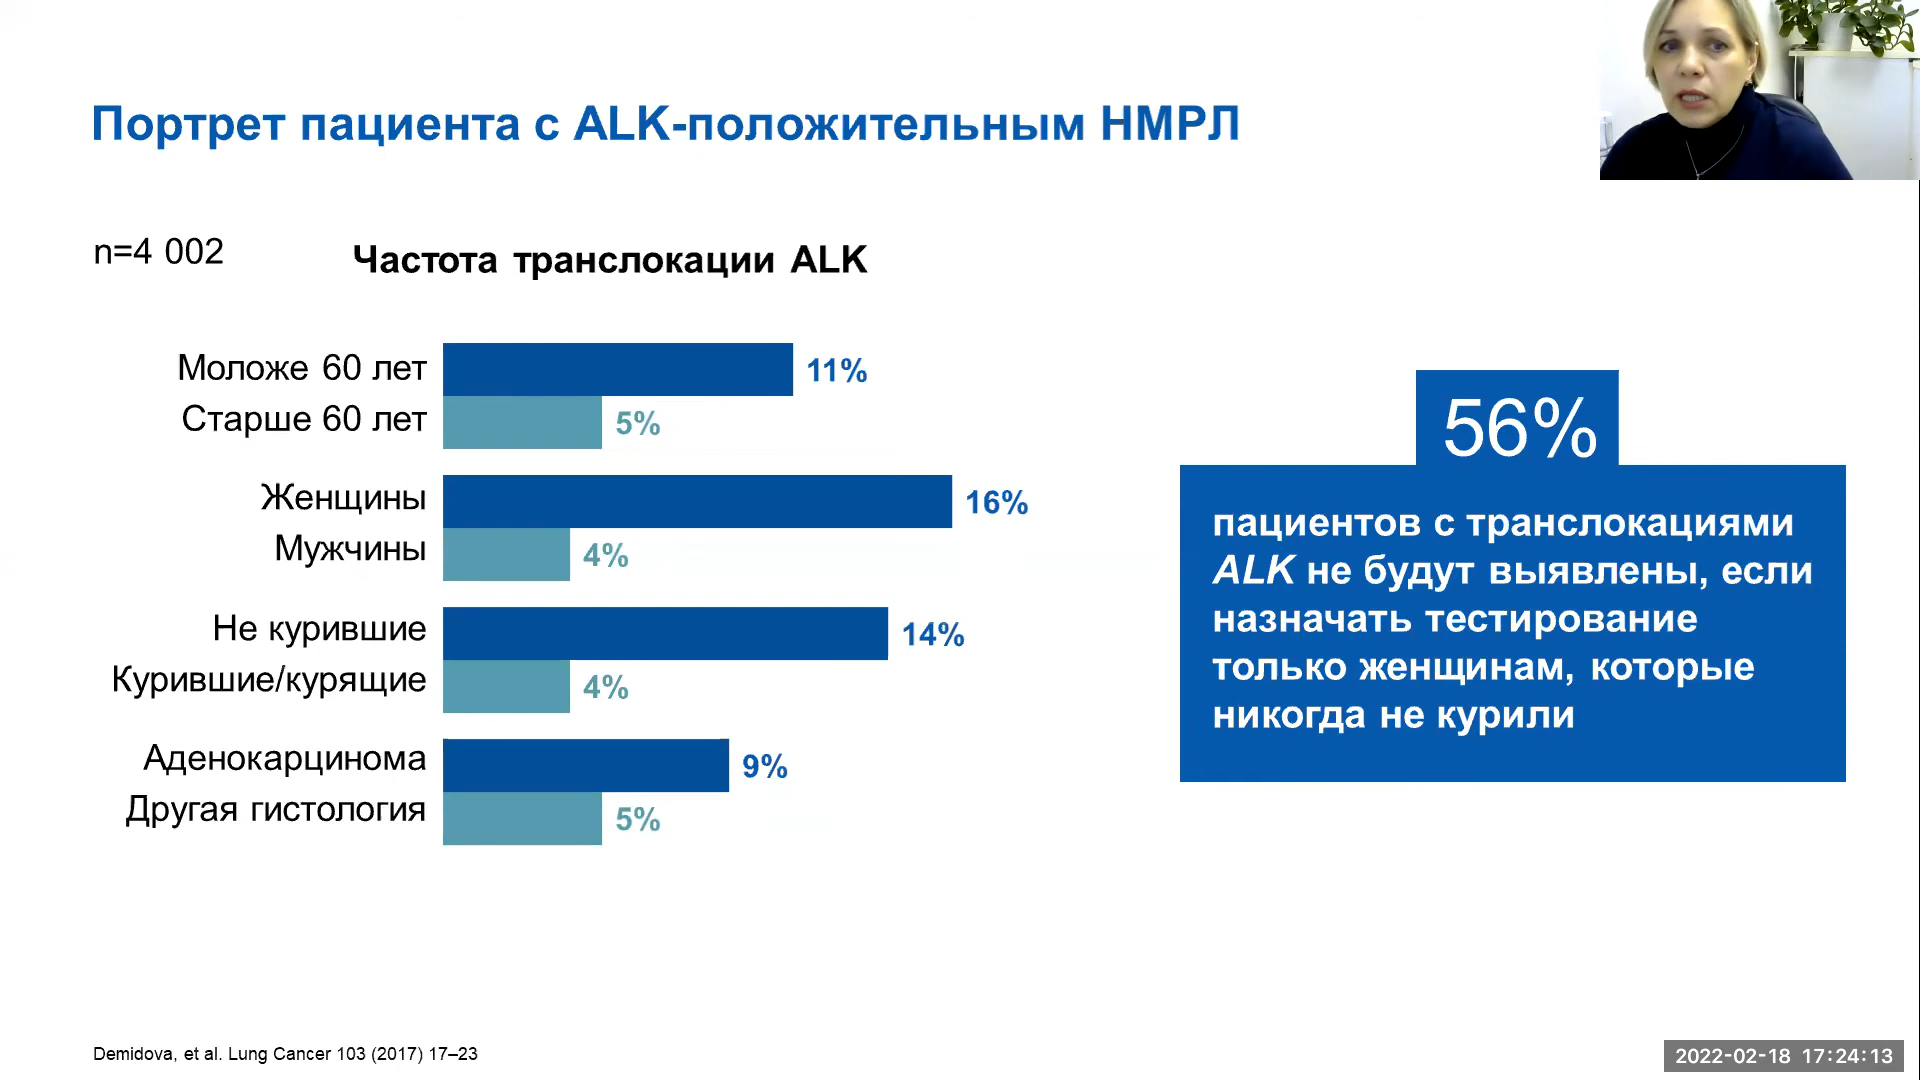 Портрет пациента с ALK-положительным НМРЛ
n=4 002
Частота транслокации ALK
Моложе 60 лет 11%
Старше 60 лет 5%
Женщины 16%
Мужчины 4%
Не курившие 14%
Курившие/курящие 4%
Аденокарцинома 9%
Другая гистология 5%
56%
пациентов с транслокациями
ALK не будут выявлены, если
назначать тестирование
только женщинам, которые
никогда не курили
Demidova, et al. Lung Cancer 103 (2017) 17–23
2022-02-18 17:24:13